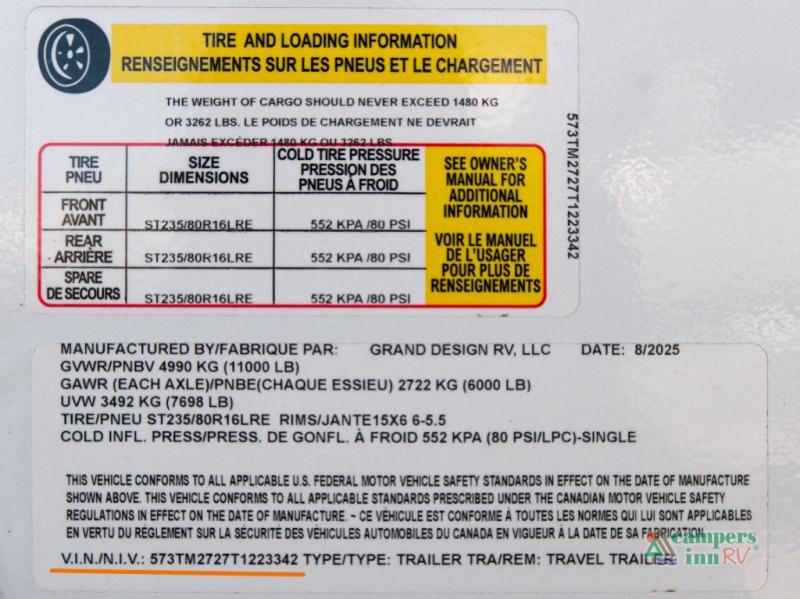 TIRE AND LOADING INFORMATION
RENSEIGNEMENTS SUR LES PNEUS ET LE CHARGEMENT
THE WEIGHT OF CARGO SHOULD NEVER EXCEED 1480 KG
OR 3262 LBS. LE POIDS DE CHARGEMENT NE DEVRAIT
JAMAIS EXCÉDER 1480 KG OU 3262 LBS
TIRE
PNEU
SIZE
DIMENSIONS
COLD TIRE PRESSURE
PRESSION DES
PNEUS À FROID
FRONT
AVANT
ST235/80R16LRE
552 KPA /80 PSI
REAR
ARRIÈRE
ST235/80R16LRE
552 KPA /80 PSI
SPARE
DE SECOURS
ST235/80R16LRE
552 KPA /80 PSI
SEE OWNER'S
MANUAL FOR
ADDITIONAL
INFORMATION
VOIR LE MANUEL
DE L'USAGER
POUR PLUS DE
RENSEIGNEMENTS
573TM2727T1223342
MANUFACTURED BY/FABRIQUE PAR: GRAND DESIGN RV, LLC DATE: 8/2025
GVWR/PNBV 4990 KG (11000 LB)
GAWR (EACH AXLE)/PNBE(CHAQUE ESSIEU) 2722 KG (6000 LB)
UVW 3492 KG (7698 LB)
TIRE/PNEU ST235/80R16LRE RIMS/JANTE15X6 6-5.5
COLD INFL. PRESS/PRESS. DE GONFL. À FROID 552 KPA (80 PSI/LPC)-SINGLE
THIS VEHICLE CONFORMS TO ALL APPLICABLE U.S. FEDERAL MOTOR VEHICLE SAFETY STANDARDS IN EFFECT ON THE DATE OF MANUFACTURE
SHOWN ABOVE. THIS VEHICLE CONFORMS TO ALL APPLICABLE STANDARDS PRESCRIBED UNDER THE CANADIAN MOTOR VEHICLE SAFETY
REGULATIONS IN EFFECT ON THE DATE OF MANUFACTURE. ~ CE VÉHICULE EST CONFORME À TOUTES LES NORMES QUI LUI SONT APPLICABLES
EN VERTU DU RÉGLEMENT SUR LA SÉCURITÉ DES VÉHICULES AUTOMOBILES DU CANADA EN VIGUEUR À LA DATE DE SA FABRICATION
V.I.N./N.I.V.: 573TM2727T1223342 TYPE/TYPE: TRAILER TRA/REM: TRAVEL TRAILER
campers
inn RV